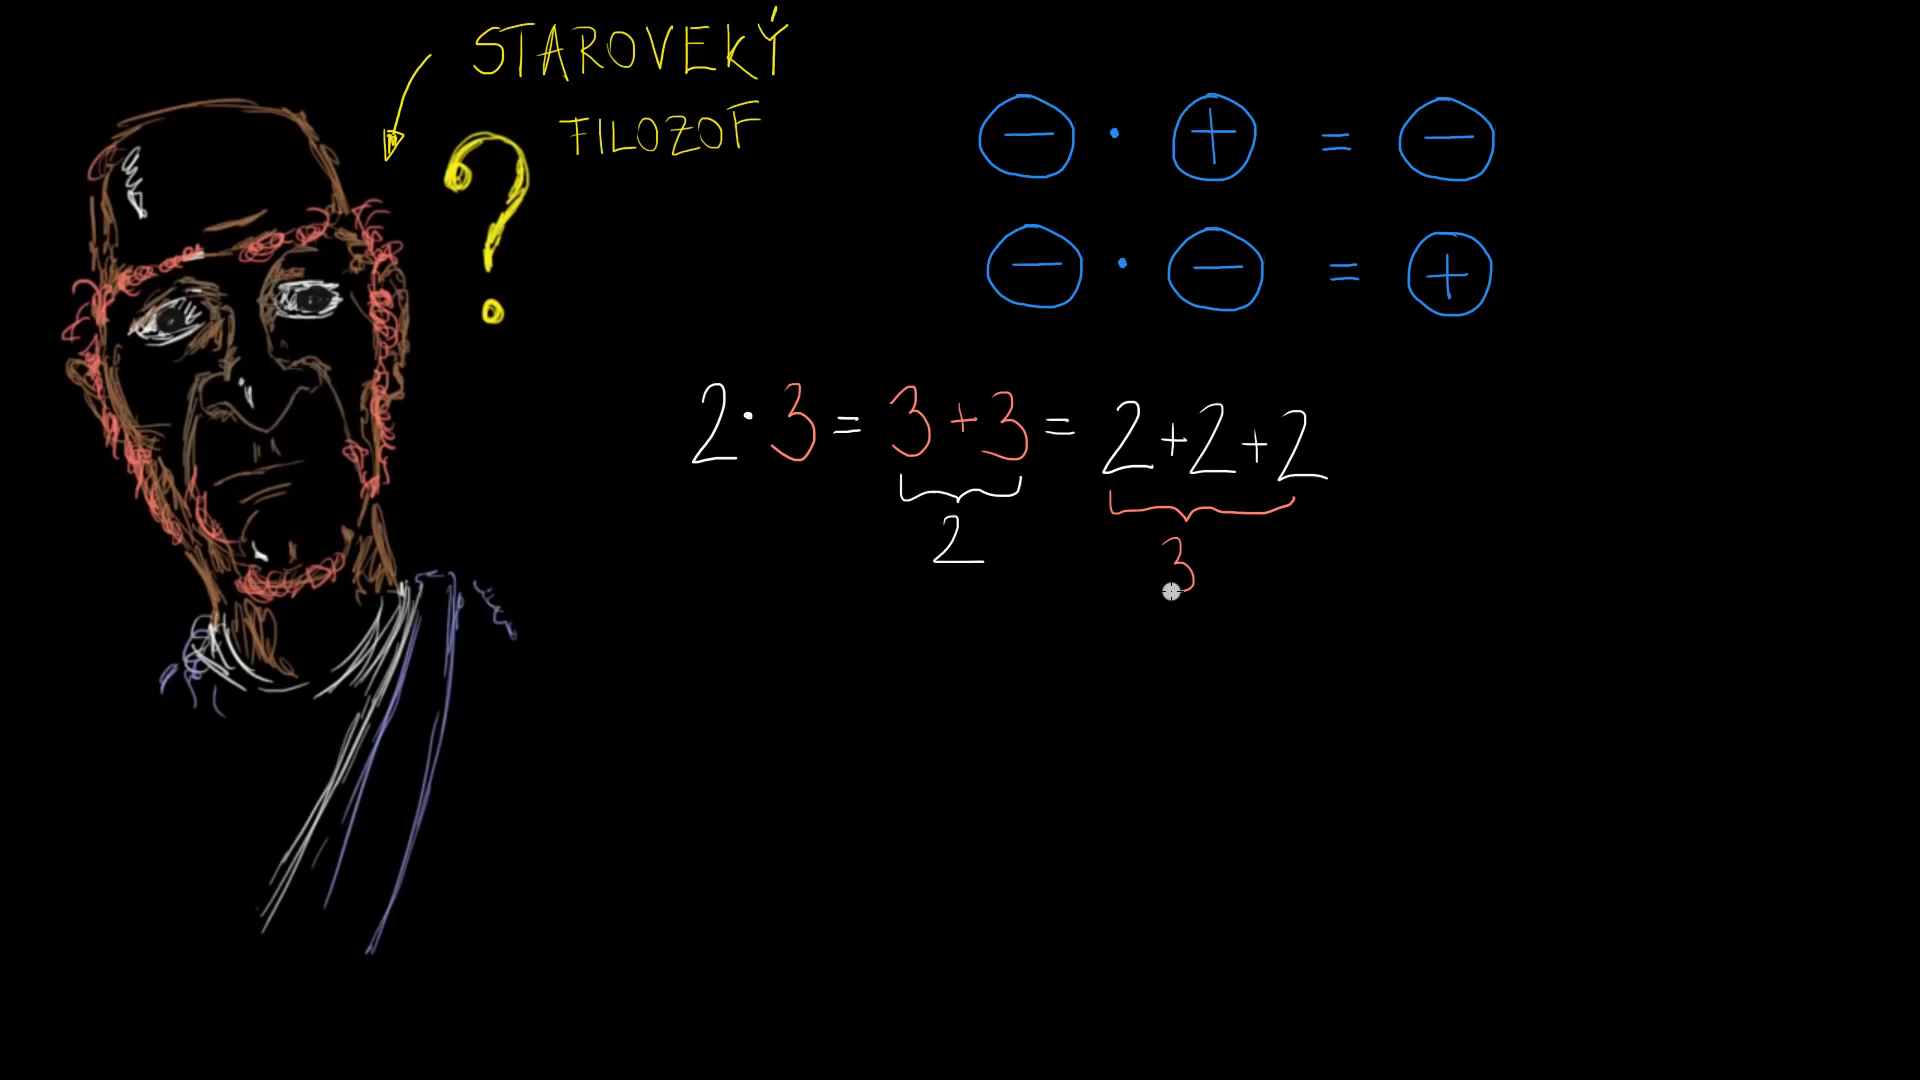 STAROVEKÝ
FILOZOF
?
− · + = −
− · − = +
2 · 3 = 3 + 3 = 2 + 2 + 2
2
3